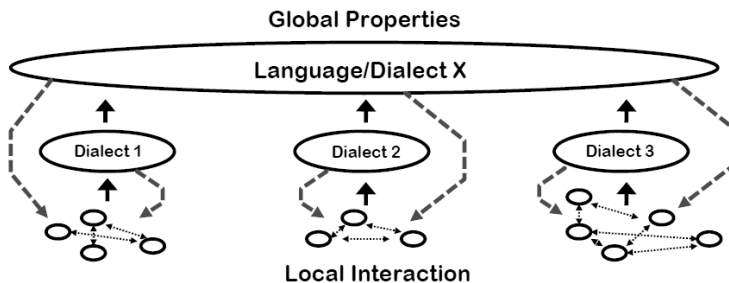 Global Properties
Language/Dialect X
Dialect 1
Dialect 2
Dialect 3
Local Interaction